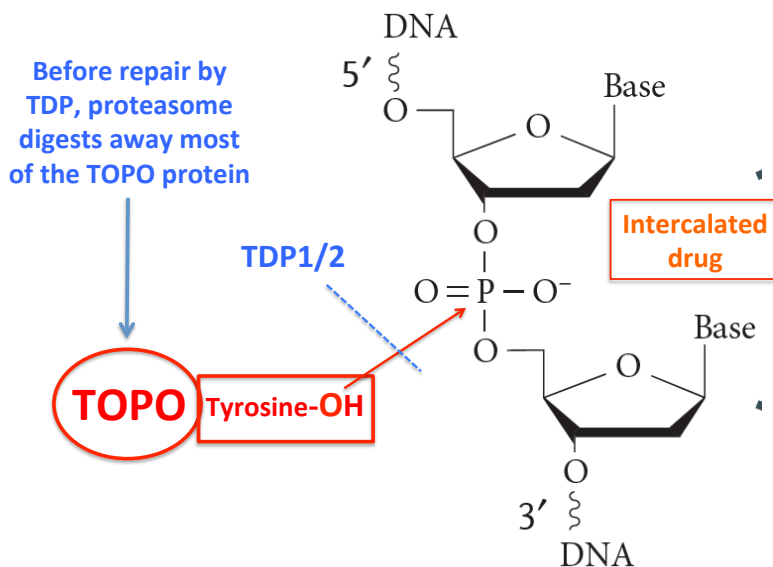 DNA
5′
Before repair by
TDP, proteasome
digests away most
of the TOPO protein
O
O
Base
O
Intercalated
drug
TDP1/2
O=P-O⁻
O
O
Base
TOPO
Tyrosine-OH
O
3′
DNA